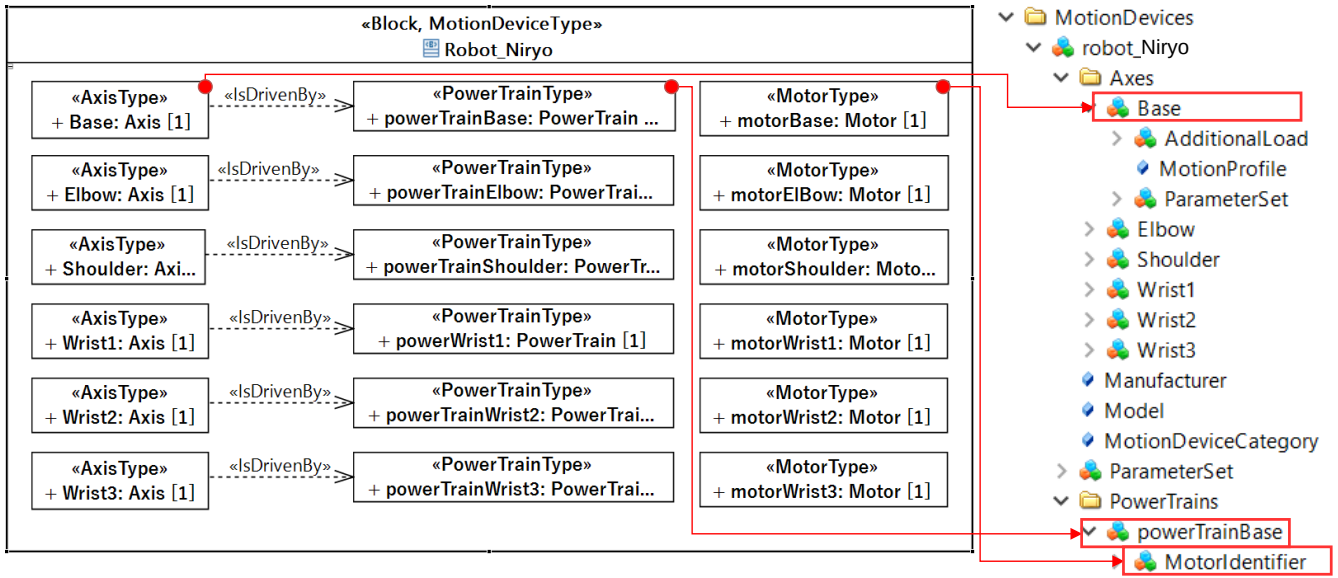 «Block, MotionDeviceType»
Robot_Niryo
«AxisType»
+ Base: Axis [1]
«IsDrivenBy»
«PowerTrainType»
+ powerTrainBase: PowerTrain ...
«MotorType»
+ motorBase: Motor [1]
«AxisType»
+ Elbow: Axis [1]
«IsDrivenBy»
«PowerTrainType»
+ powerTrainElbow: PowerTrai...
«MotorType»
+ motorElBow: Motor [1]
«AxisType»
+ Shoulder: Axi...
«IsDrivenBy»
«PowerTrainType»
+ powerTrainShoulder: PowerTr...
«MotorType»
+ motorShoulder: Moto...
«AxisType»
+ Wrist1: Axis [1]
«IsDrivenBy»
«PowerTrainType»
+ powerWrist1: PowerTrain [1]
«MotorType»
+ motorWrist1: Motor [1]
«AxisType»
+ Wrist2: Axis [1]
«IsDrivenBy»
«PowerTrainType»
+ powerTrainWrist2: PowerTrai...
«MotorType»
+ motorWrist2: Motor [1]
«AxisType»
+ Wrist3: Axis [1]
«IsDrivenBy»
«PowerTrainType»
+ powerTrainWrist3: PowerTrai...
«MotorType»
+ motorWrist3: Motor [1]
MotionDevices
robot_Niryo
Axes
Base
AdditionalLoad
MotionProfile
ParameterSet
Elbow
Shoulder
Wrist1
Wrist2
Wrist3
Manufacturer
Model
MotionDeviceCategory
ParameterSet
PowerTrains
powerTrainBase
MotorIdentifier